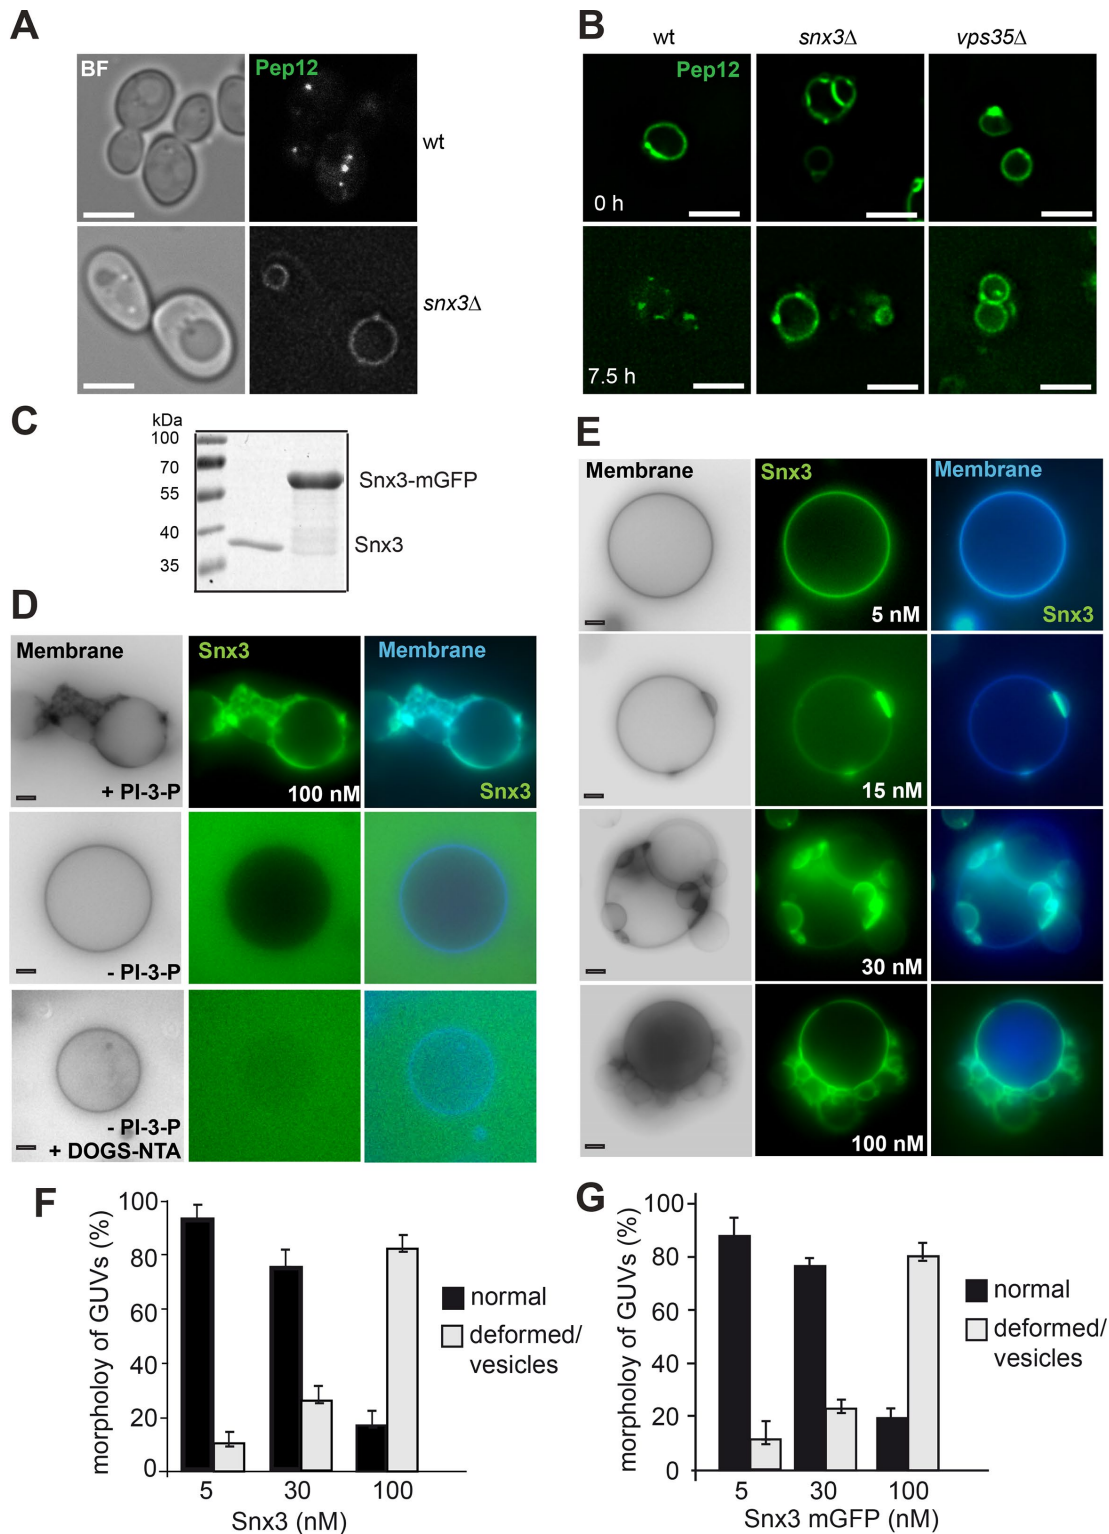 A
BF
Pep12
wt
snx3Δ
B
wt
snx3Δ
vps35Δ
Pep12
0 h
7.5 h
C
kDa
100
70
55
40
35
Snx3-mGFP
Snx3
D
Membrane
Snx3
Membrane
+ PI-3-P
100 nM
Snx3
- PI-3-P
- PI-3-P
+ DOGS-NTA
E
Membrane
Snx3
Membrane
5 nM
Snx3
15 nM
30 nM
100 nM
F
morpholoy of GUVs (%)
100
80
60
40
20
0
5
30
100
Snx3 (nM)
normal
deformed/
vesicles
G
morpholoy of GUVs (%)
100
80
60
40
20
0
5
30
100
Snx3 mGFP (nM)
normal
deformed/
vesicles